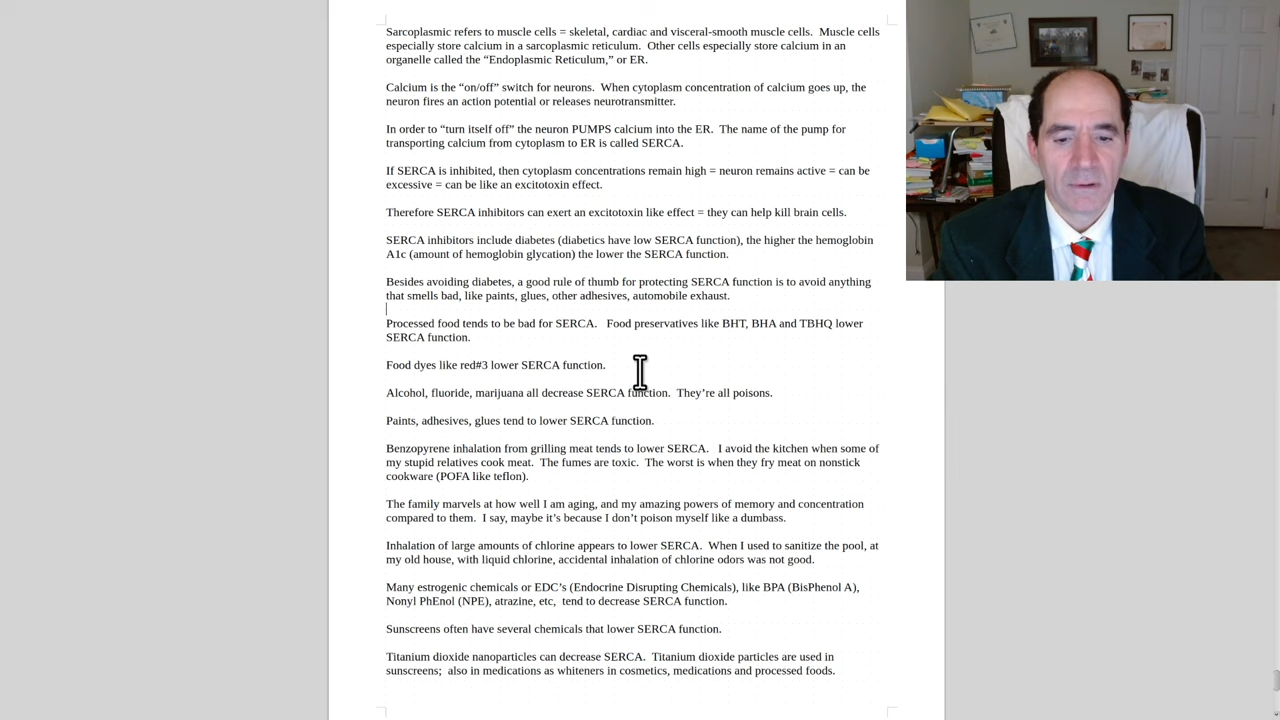 Sarcoplasmic refers to muscle cells = skeletal, cardiac and visceral-smooth muscle cells.  Muscle cells
especially store calcium in a sarcoplasmic reticulum.  Other cells especially store calcium in an
organelle called the “Endoplasmic Reticulum,” or ER.
Calcium is the “on/off” switch for neurons.  When cytoplasm concentration of calcium goes up, the
neuron fires an action potential or releases neurotransmitter.
In order to “turn itself off” the neuron PUMPS calcium into the ER.  The name of the pump for
transporting calcium from cytoplasm to ER is called SERCA.
If SERCA is inhibited, then cytoplasm concentrations remain high = neuron remains active = can be
excessive = can be like an excitotoxin effect.
Therefore SERCA inhibitors can exert an excitotoxin like effect = they can help kill brain cells.
SERCA inhibitors include diabetes (diabetics have low SERCA function), the higher the hemoglobin
A1c (amount of hemoglobin glycation) the lower the SERCA function.
Besides avoiding diabetes, a good rule of thumb for protecting SERCA function is to avoid anything
that smells bad, like paints, glues, other adhesives, automobile exhaust.
Processed food tends to be bad for SERCA.   Food preservatives like BHT, BHA and TBHQ lower
SERCA function.
Food dyes like red#3 lower SERCA function.
Alcohol, fluoride, marijuana all decrease SERCA function.  They’re all poisons.
Paints, adhesives, glues tend to lower SERCA function.
Benzopyrene inhalation from grilling meat tends to lower SERCA.   I avoid the kitchen when some of
my stupid relatives cook meat.  The fumes are toxic.  The worst is when they fry meat on nonstick
cookware (POFA like teflon).
The family marvels at how well I am aging, and my amazing powers of memory and concentration
compared to them.  I say, maybe it’s because I don’t poison myself like a dumbass.
Inhalation of large amounts of chlorine appears to lower SERCA.  When I used to sanitize the pool, at
my old house, with liquid chlorine, accidental inhalation of chlorine odors was not good.
Many estrogenic chemicals or EDC’s (Endocrine Disrupting Chemicals), like BPA (BisPhenol A),
Nonyl PhEnol (NPE), atrazine, etc,  tend to decrease SERCA function.
Sunscreens often have several chemicals that lower SERCA function.
Titanium dioxide nanoparticles can decrease SERCA.  Titanium dioxide particles are used in
sunscreens;  also in medications as whiteners in cosmetics, medications and processed foods.